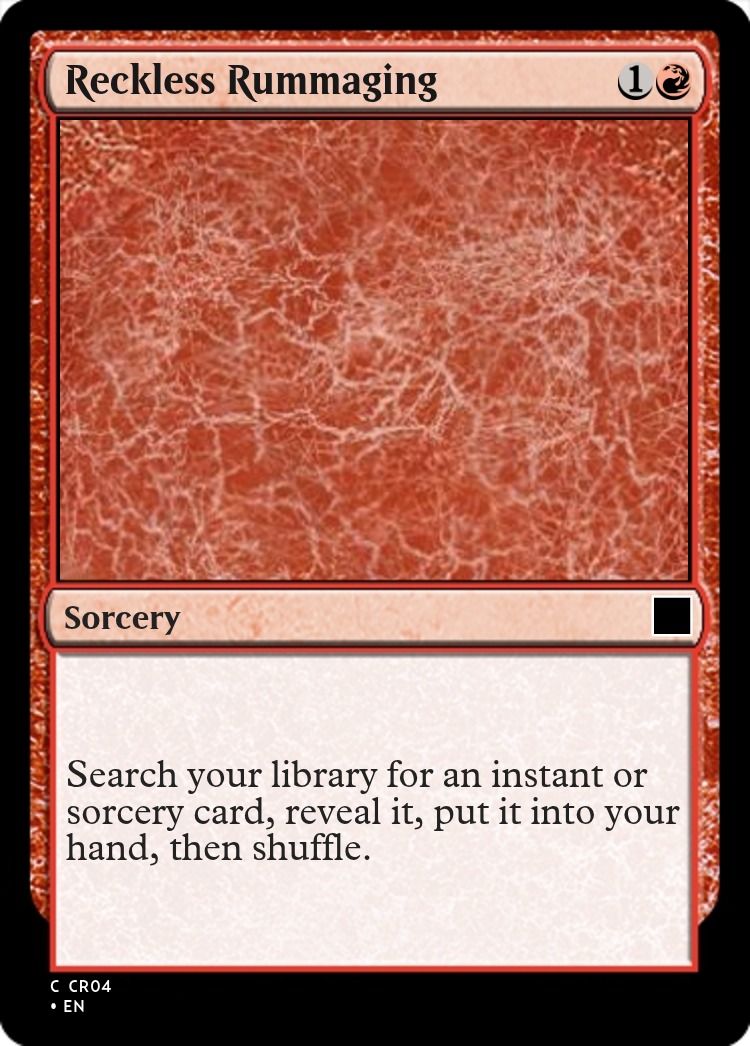 Reckless Rummaging 1
Sorcery
Search your library for an instant or
sorcery card, reveal it, put it into your
hand, then shuffle.
C CR04
• EN